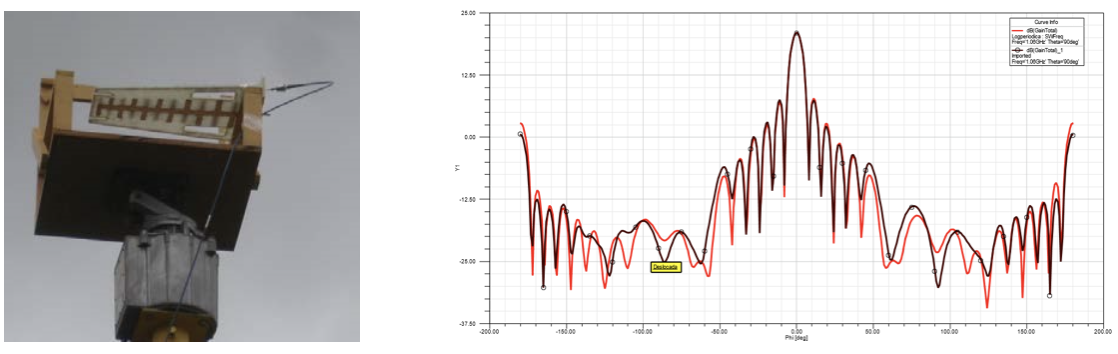 25.00
Curve Info
dB(GainTotal)
Logperiodica : SWFreq
Freq='1.06GHz' Theta='90deg'
dB(GainTotal)_1
Imported
Freq='1.06GHz' Theta='90deg'
12.50
0.00
Y1
-12.50
-25.00
Deslocada
-37.50
-200.00
-150.00
-100.00
-50.00
0.00
50.00
100.00
150.00
200.00
Phi [deg]